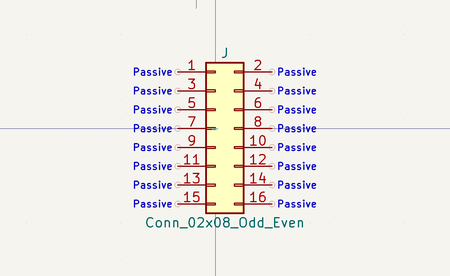 J
Passive 1 2 Passive
Passive 3 4 Passive
Passive 5 6 Passive
Passive 7 8 Passive
Passive 9 10 Passive
Passive 11 12 Passive
Passive 13 14 Passive
Passive 15 16 Passive
Conn_02x08_Odd_Even